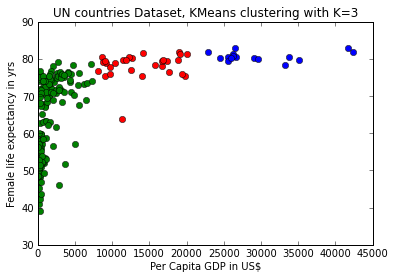 UN countries Dataset, KMeans clustering with K=3
Female life expectancy in yrs
90
80
70
60
50
40
30
0 5000 10000 15000 20000 25000 30000 35000 40000 45000
Per Capita GDP in US$